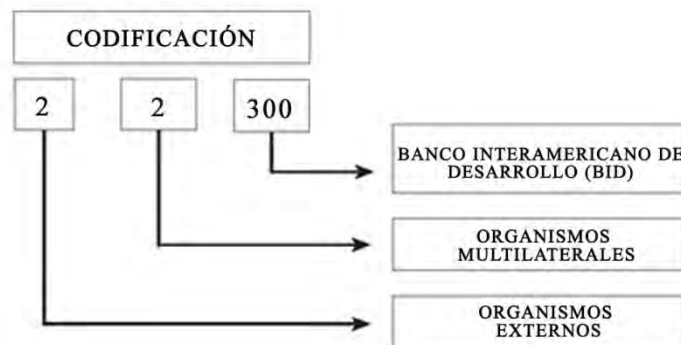 CODIFICACIÓN
2 2 300
BANCO INTERAMERICANO DE
DESARROLLO (BID)
ORGANISMOS
MULTILATERALES
ORGANISMOS
EXTERNOS